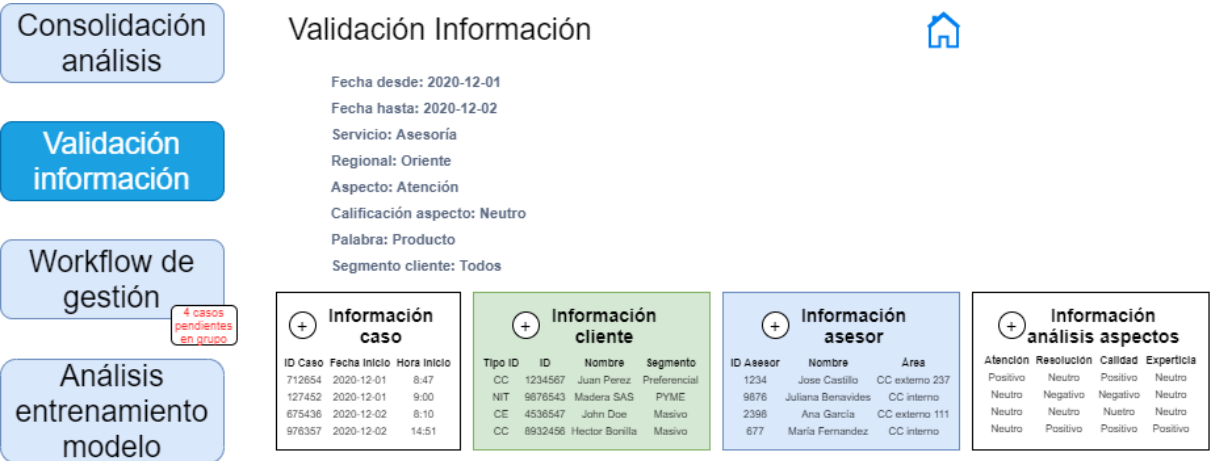 Consolidación
análisis
Validación
información
Workflow de
gestión
4 casos
pendientes
en grupo
Análisis
entrenamiento
modelo
Validación Información
Fecha desde: 2020-12-01
Fecha hasta: 2020-12-02
Servicio: Asesoría
Regional: Oriente
Aspecto: Atención
Calificación aspecto: Neutro
Palabra: Producto
Segmento cliente: Todos
+ Información
caso
ID Caso Fecha Inicio Hora Inicio
712654 2020-12-01 8:47
127452 2020-12-01 9:00
675436 2020-12-02 8:10
976357 2020-12-02 14:51
+ Información
cliente
Tipo ID ID Nombre Segmento
CC 1234567 Juan Perez Preferencial
NIT 9876543 Madera SAS PYME
CE 4536547 John Doe Masivo
CC 8932456 Hector Bonilla Masivo
+ Información
asesor
ID Asesor Nombre Área
1234 Jose Castillo CC externo 237
9876 Juliana Benavides CC interno
2398 Ana García CC externo 111
677 María Fernandez CC interno
+ Información
análisis aspectos
Atención Resolución Calidad Experticia
Positivo Neutro Positivo Neutro
Neutro Negativo Negativo Neutro
Neutro Neutro Nuetro Neutro
Neutro Positivo Positivo Positivo